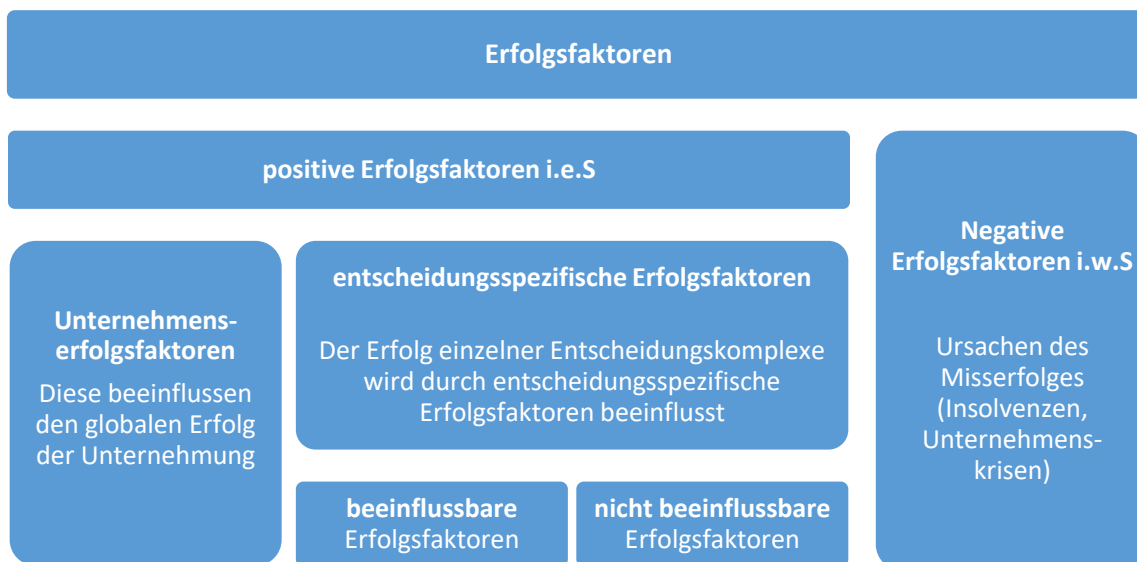 Erfolgsfaktoren
positive Erfolgsfaktoren i.e.S
Unternehmens-
erfolgsfaktoren
Diese beeinflussen
den globalen Erfolg
der Unternehmung
entscheidungsspezifische Erfolgsfaktoren
Der Erfolg einzelner Entscheidungskomplexe
wird durch entscheidungsspezifische
Erfolgsfaktoren beeinflusst
beeinflussbare
Erfolgsfaktoren
nicht beeinflussbare
Erfolgsfaktoren
Negative
Erfolgsfaktoren i.w.S
Ursachen des
Misserfolges
(Insolvenzen,
Unternehmens-
krisen)